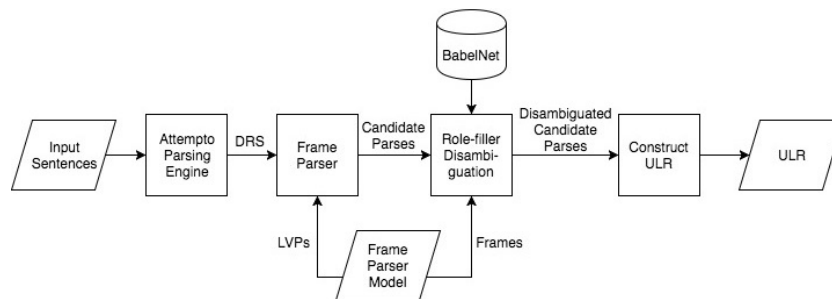 BabelNet
Input
Sentences
Attempto
Parsing
Engine
DRS
Frame
Parser
Candidate
Parses
Role-filler
Disambi-
guation
Disambiguated
Candidate
Parses
Construct
ULR
ULR
LVPs
Frame
Parser
Model
Frames